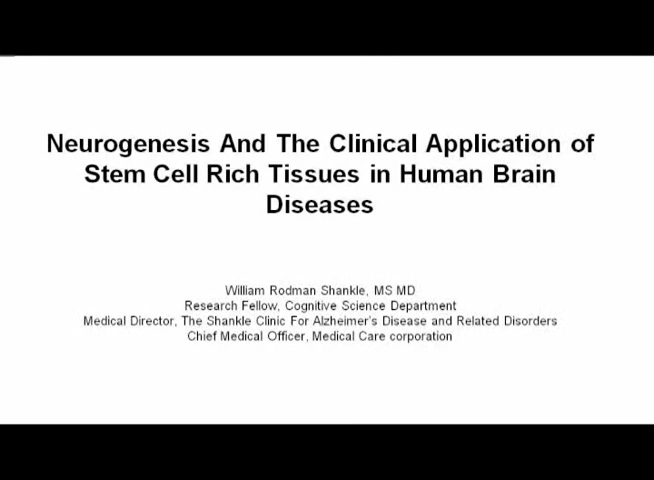 Neurogenesis And The Clinical Application of
Stem Cell Rich Tissues in Human Brain
Diseases
William Rodman Shankle, MS MD
Research Fellow, Cognitive Science Department
Medical Director, The Shankle Clinic For Alzheimer's Disease and Related Disorders
Chief Medical Officer, Medical Care corporation